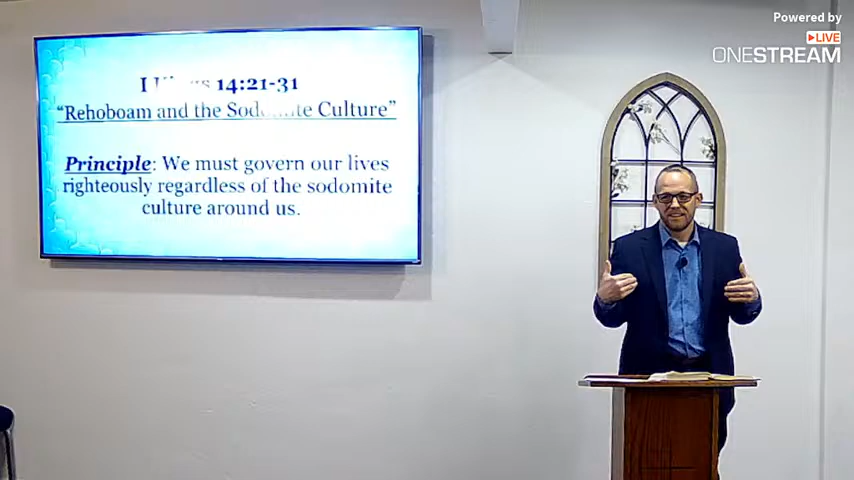 Powered by
LIVE
ONESTREAM
14:21-31
“Rehoboam and the Culture”
Principle: We must govern our lives
righteously regardless of the sodomite
culture around us.